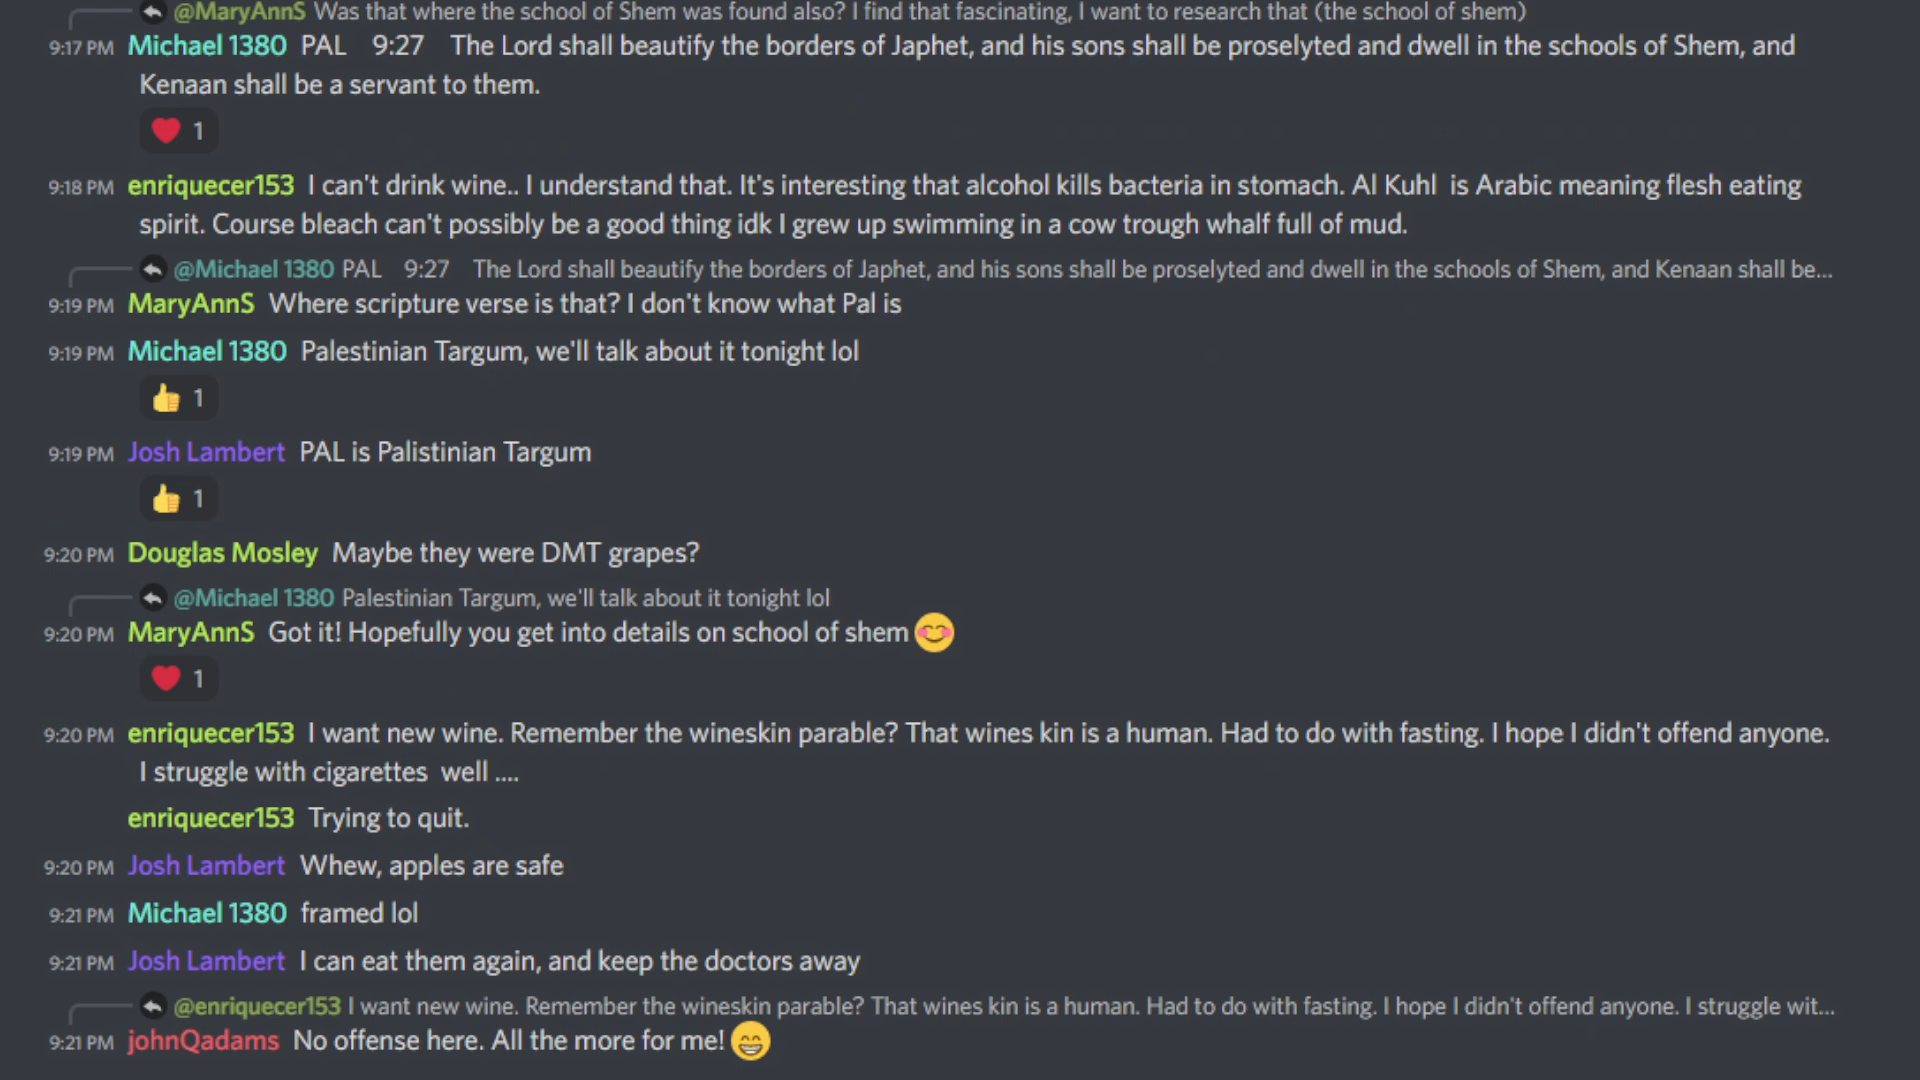 @MaryAnnS Was that where the school of Shem was found also? I find that fascinating, I want to research that (the school of shem)
9:17 PM Michael 1380 PAL 9:27 The Lord shall beautify the borders of Japhet, and his sons shall be proselyted and dwell in the schools of Shem, and
Kenaan shall be a servant to them.
❤️ 1
9:18 PM enriquecer153 I can't drink wine.. I understand that. It's interesting that alcohol kills bacteria in stomach. Al Kuhl is Arabic meaning flesh eating
spirit. Course bleach can't possibly be a good thing idk I grew up swimming in a cow trough whalf full of mud.
@Michael 1380 PAL 9:27 The Lord shall beautify the borders of Japhet, and his sons shall be proselyted and dwell in the schools of Shem, and Kenaan shall be...
9:19 PM MaryAnnS Where scripture verse is that? I don't know what Pal is
9:19 PM Michael 1380 Palestinian Targum, we'll talk about it tonight lol
👍 1
9:19 PM Josh Lambert PAL is Palistinian Targum
👍 1
9:20 PM Douglas Mosley Maybe they were DMT grapes?
@Michael 1380 Palestinian Targum, we'll talk about it tonight lol
9:20 PM MaryAnnS Got it! Hopefully you get into details on school of shem 😊
❤️ 1
9:20 PM enriquecer153 I want new wine. Remember the wineskin parable? That wines kin is a human. Had to do with fasting. I hope I didn't offend anyone.
I struggle with cigarettes well ....
enriquecer153 Trying to quit.
9:20 PM Josh Lambert Whew, apples are safe
9:21 PM Michael 1380 framed lol
9:21 PM Josh Lambert I can eat them again, and keep the doctors away
@enriquecer153 I want new wine. Remember the wineskin parable? That wines kin is a human. Had to do with fasting. I hope I didn't offend anyone. I struggle wit...
9:21 PM johnQadams No offense here. All the more for me! 😁